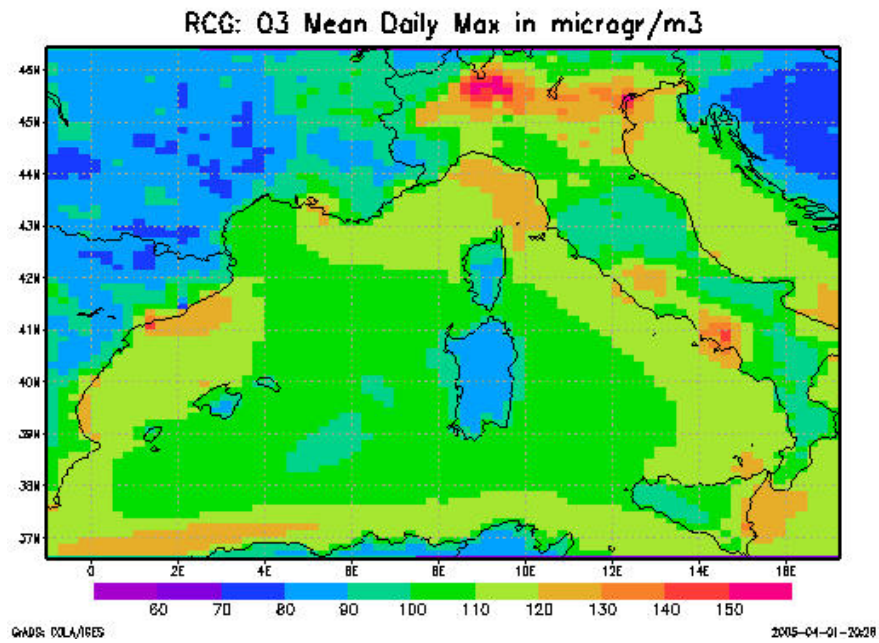 RCG: O3 Mean Daily Max in microgr/m3
46N
45N
44N
43N
42N
41N
40N
39N
38N
37N
0 2E 4E 6E 8E 10E 12E 14E 16E
60 70 80 90 100 110 120 130 140 150
GrADS: COLA/IGES 2005-04-01-20:28